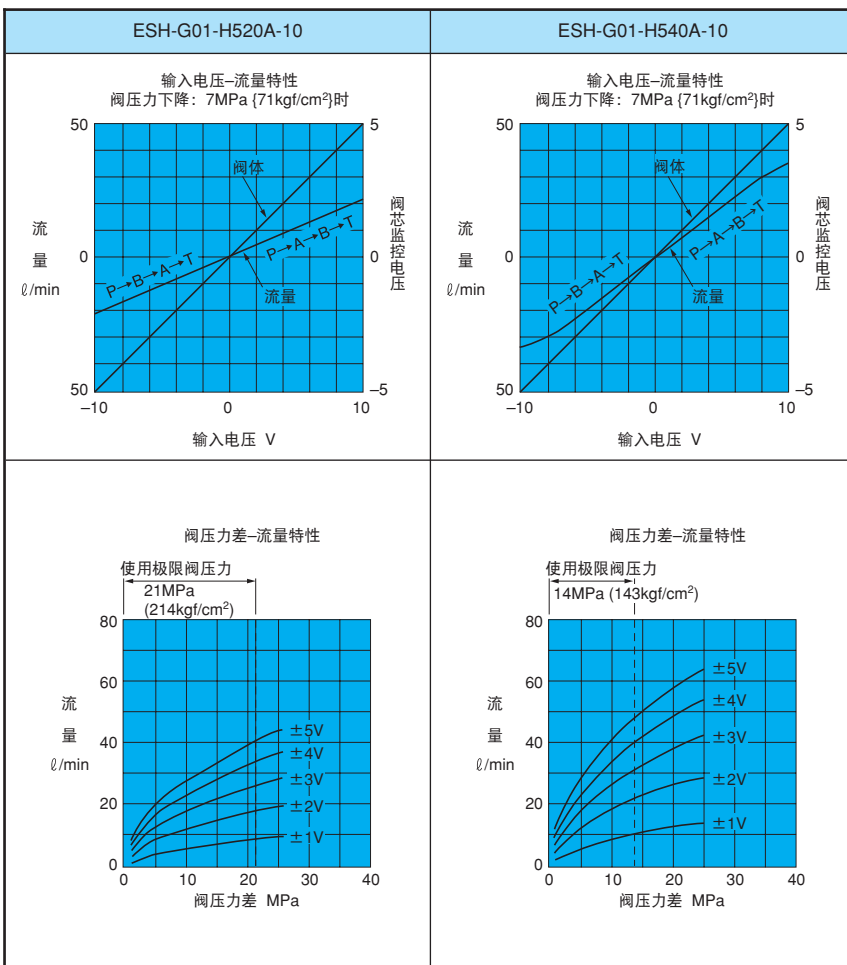 ESH-G01-H520A-10
输入电压–流量特性
阀压力下降：7MPa {71kgf/cm²}时
50
5
阀体
流量
ℓ/min
0
0
阀芯监控电压
P→A→B→T
P→B→A→T
流量
50
–5
–10
0
10
输入电压 V
ESH-G01-H540A-10
输入电压–流量特性
阀压力下降：7MPa {71kgf/cm²}时
50
5
阀体
流量
ℓ/min
0
0
阀芯监控电压
P→A→B→T
P→B→A→T
流量
50
–5
–10
0
10
输入电压 V
阀压力差–流量特性
使用极限阀压力
21MPa
(214kgf/cm²)
80
60
流量
ℓ/min
40
20
0
±5V
±4V
±3V
±2V
±1V
0
10
20
30
40
阀压力差 MPa
阀压力差–流量特性
使用极限阀压力
14MPa (143kgf/cm²)
80
60
流量
ℓ/min
40
20
0
±5V
±4V
±3V
±2V
±1V
0
10
20
30
40
阀压力差 MPa